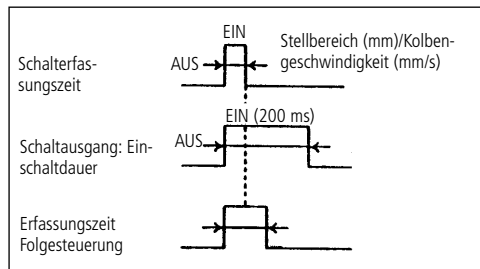 EIN
Stellbereich (mm)/Kolben-
geschwindigkeit (mm/s)
Schalterfas-
sungszeit
AUS
EIN (200 ms)
AUS
Schaltausgang: Ein-
schaltdauer
Erfassungszeit
Folgesteuerung